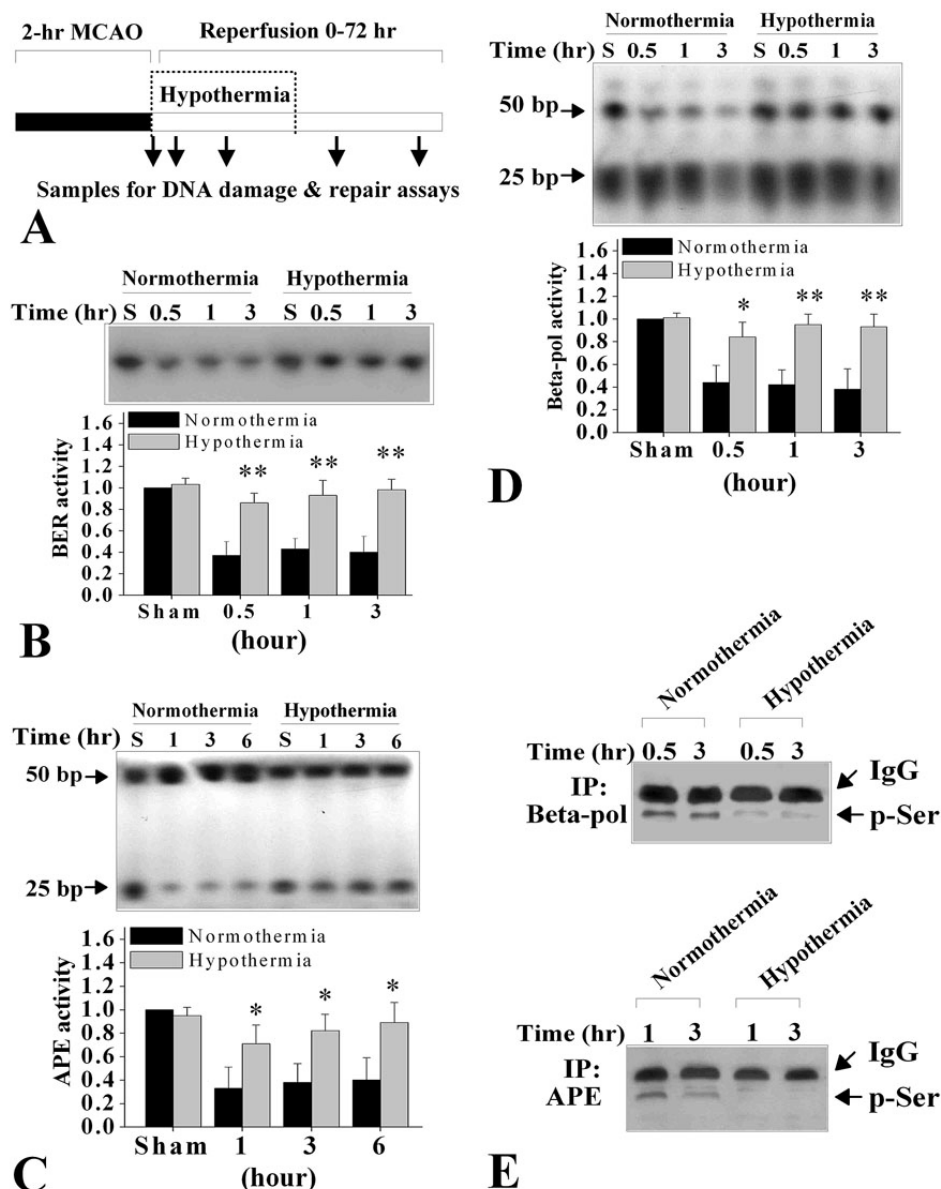 2-hr MCAO Reperfusion 0-72 hr
Hypothermia
Samples for DNA damage & repair assays
A
Normothermia Hypothermia
Time (hr) S 0.5 1 3 S 0.5 1 3
1.6
1.4
1.2
1.0
0.8
0.6
0.4
0.2
0.0
BER activity
Normothermia
Hypothermia
** ** **
Sham 0.5 1 3
(hour)
B
Normothermia Hypothermia
Time (hr) S 1 3 6 S 1 3 6
50 bp
25 bp
1.6
1.4
1.2
1.0
0.8
0.6
0.4
0.2
0.0
APE activity
Normothermia
Hypothermia
* * *
Sham 1 3 6
(hour)
C
Normothermia Hypothermia
Time (hr) S 0.5 1 3 S 0.5 1 3
50 bp
25 bp
1.6
1.4
1.2
1.0
0.8
0.6
0.4
0.2
0.0
Beta-pol activity
Normothermia
Hypothermia
* ** **
Sham 0.5 1 3
(hour)
D
Normothermia Hypothermia
Time (hr) 0.5 3 0.5 3
IP:
Beta-pol
IgG
p-Ser
Normothermia Hypothermia
Time (hr) 1 3 1 3
IP:
APE
IgG
p-Ser
E